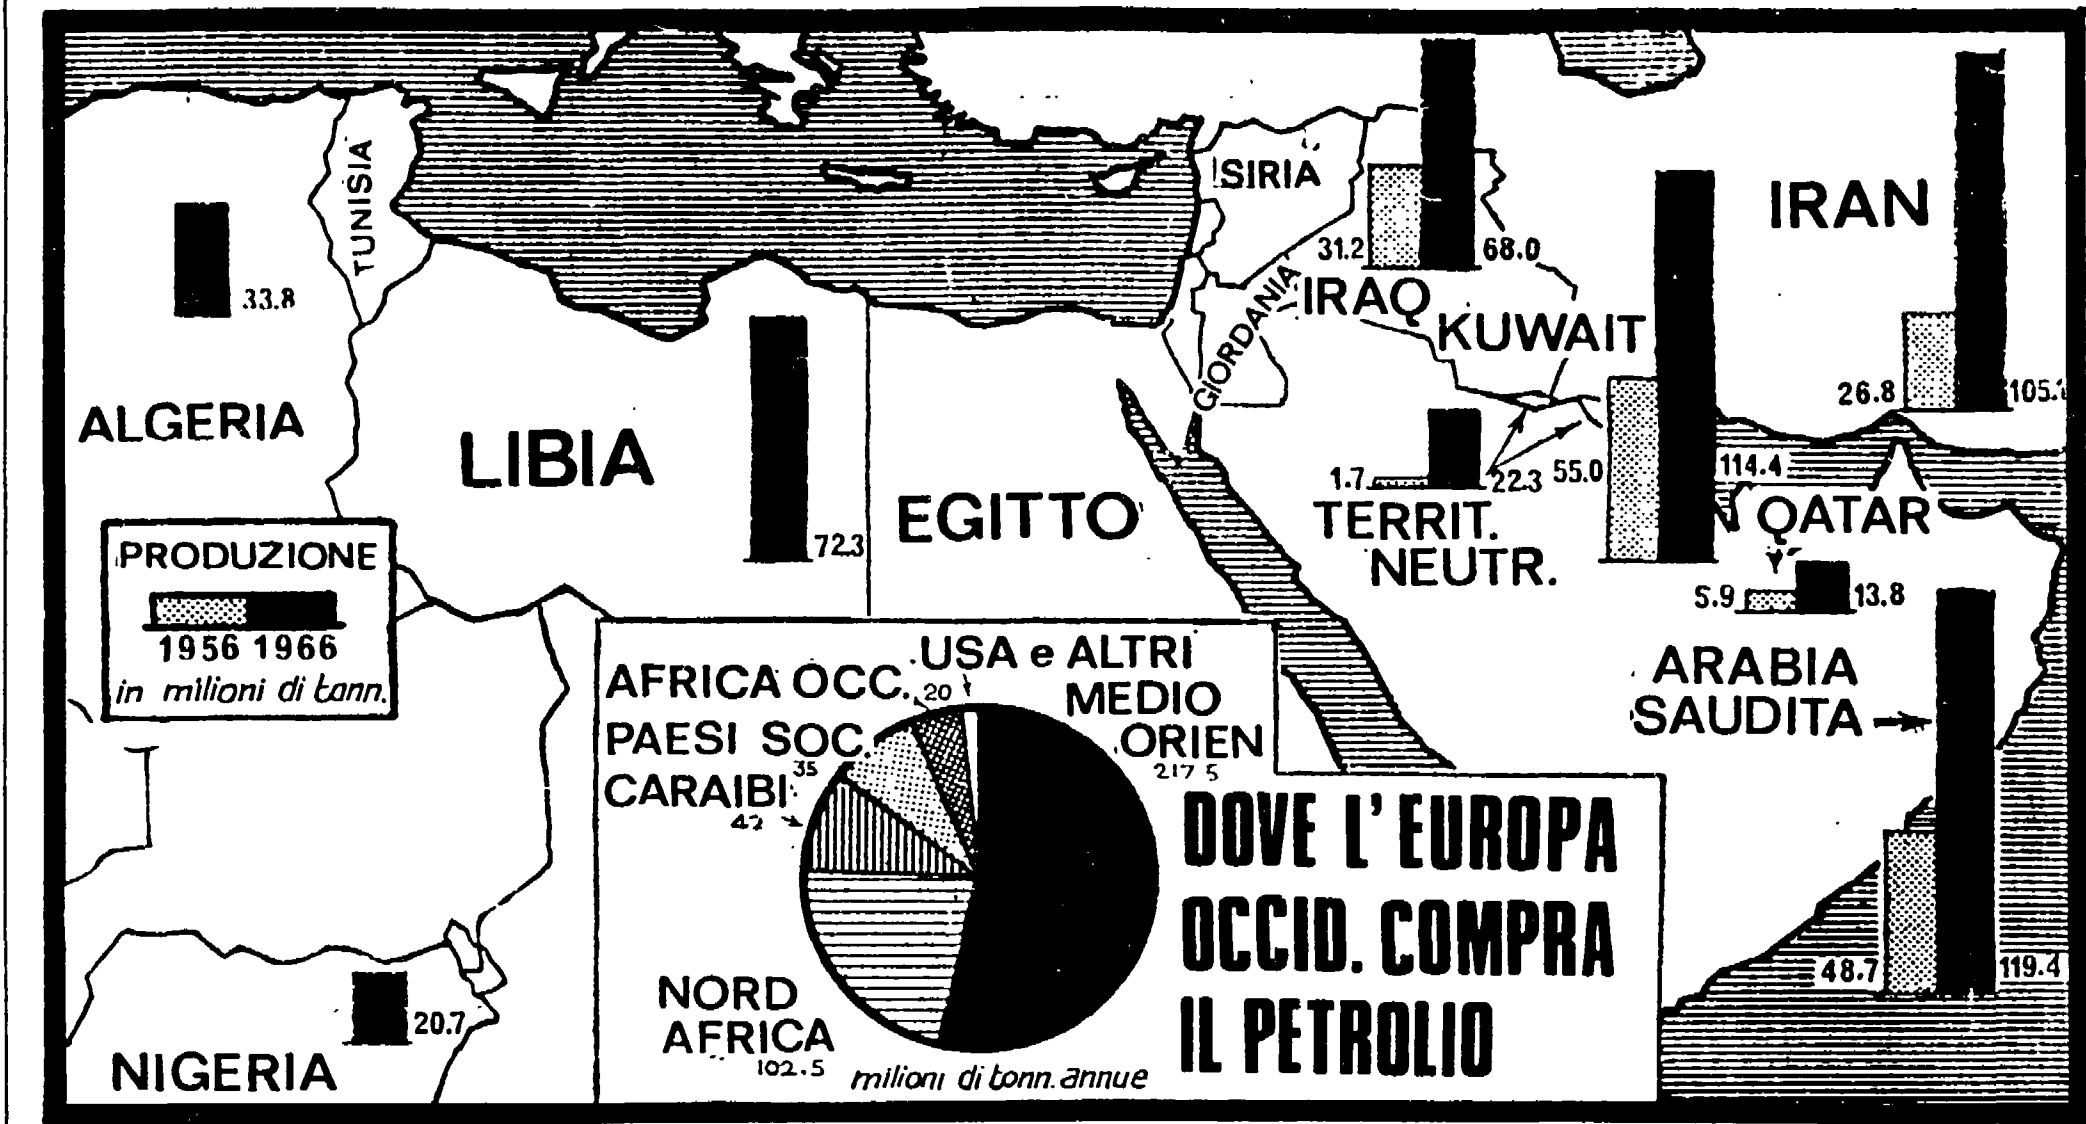 TUNISIA
SIRIA
IRAN
31.2
68.0
33.8
GIORDANIA
IRAQ
KUWAIT
26.8
ALGERIA
LIBIA
114.4
1.7
22.3
55.0
EGITTO
TERRIT.
NEUTR.
QATAR
72.3
5.9
13.8
PRODUZIONE
1956 1966
in milioni di tonn.
ARABIA
SAUDITA
48.7
119.4
20.7
NIGERIA
USA e ALTRI
AFRICA OCC. 20
MEDIO
ORIEN
217.5
PAESI SOC.
35
CARAIBI
42
NORD
AFRICA
102.5
milioni di tonn. annue
DOVE L'EUROPA
OCCID. COMPRA
IL PETROLIO